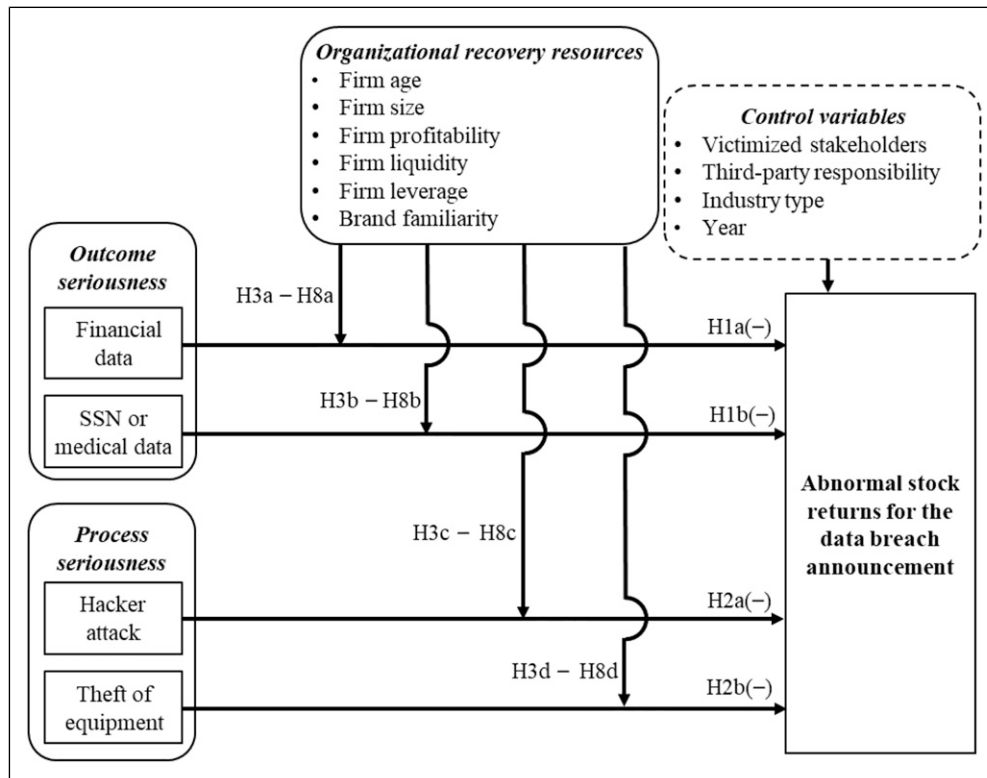 Organizational recovery resources
• Firm age
• Firm size
• Firm profitability
• Firm liquidity
• Firm leverage
• Brand familiarity
Control variables
• Victimized stakeholders
• Third-party responsibility
• Industry type
• Year
Outcome
seriousness
Financial
data
SSN or
medical data
H3a − H8a
H1a(−)
H3b − H8b
H1b(−)
Process
seriousness
Hacker
attack
Theft of
equipment
H3c − H8c
H2a(−)
H3d − H8d
H2b(−)
Abnormal stock
returns for the
data breach
announcement